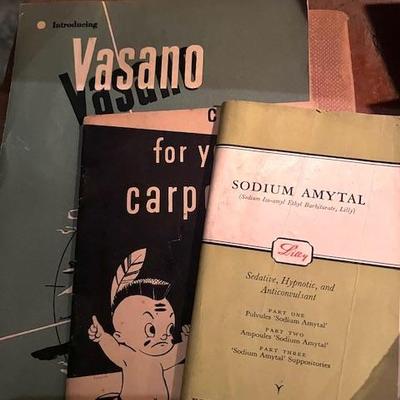 Introducing
Vasano
for y
carpo
SODIUM AMYTAL
(Sodium Iso-amyl Ethyl Barbiturate, Lilly)
Lilly
Sedative, Hypnotic, and
Anticonvulsant
PART ONE
Pulvules 'Sodium Amytal'
PART TWO
Ampoules 'Sodium Amytal'
PART THREE
'Sodium Amytal' Suppositories